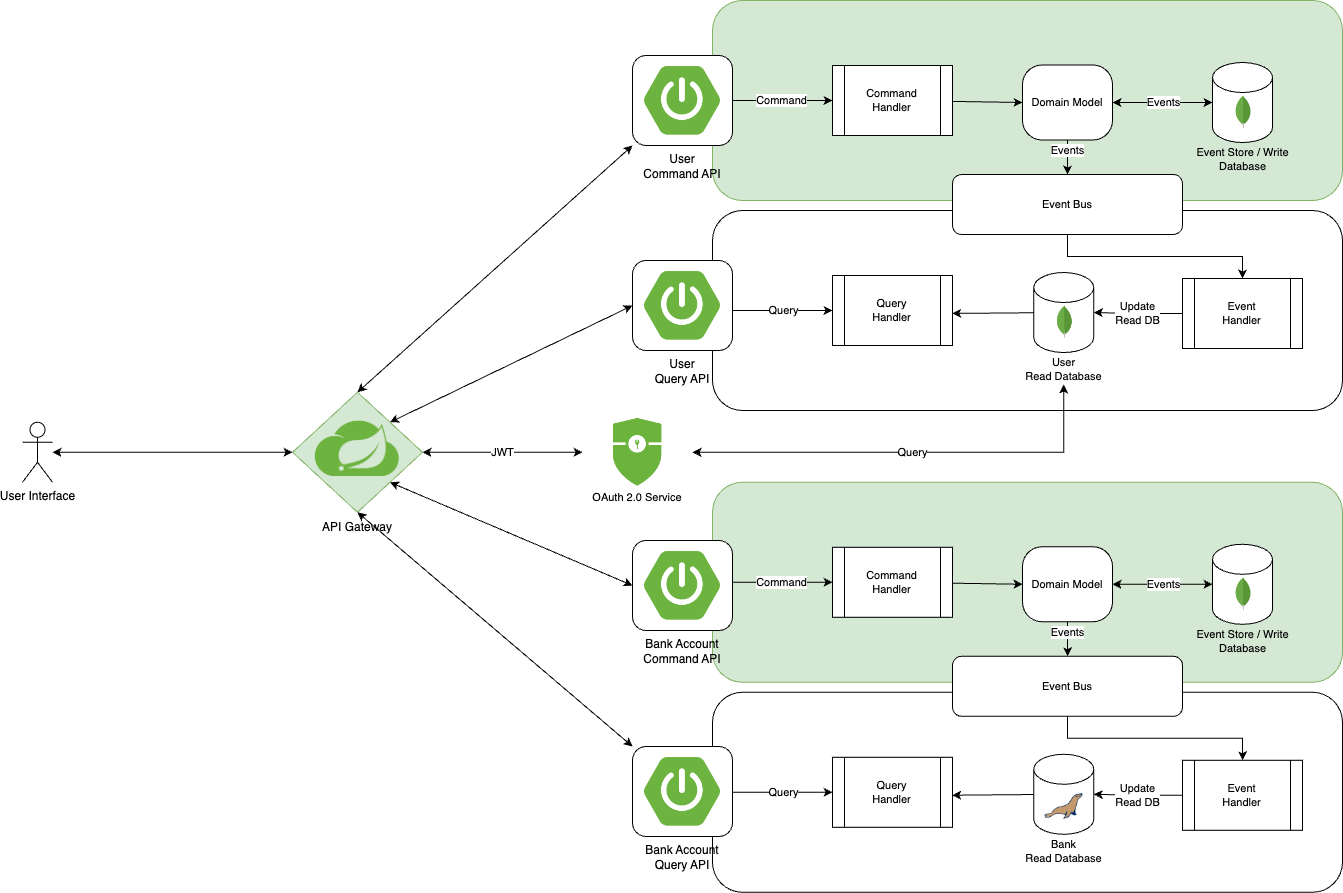 Command
Command
Handler
Domain Model
Events
Event Store / Write
Database
User
Command API
Events
Event Bus
Query
Query
Handler
Update
Read DB
Event
Handler
User
Query API
User
Read Database
User Interface
API Gateway
JWT
OAuth 2.0 Service
Query
Command
Command
Handler
Domain Model
Events
Event Store / Write
Database
Bank Account
Command API
Events
Event Bus
Query
Query
Handler
Update
Read DB
Event
Handler
Bank Account
Query API
Bank
Read Database